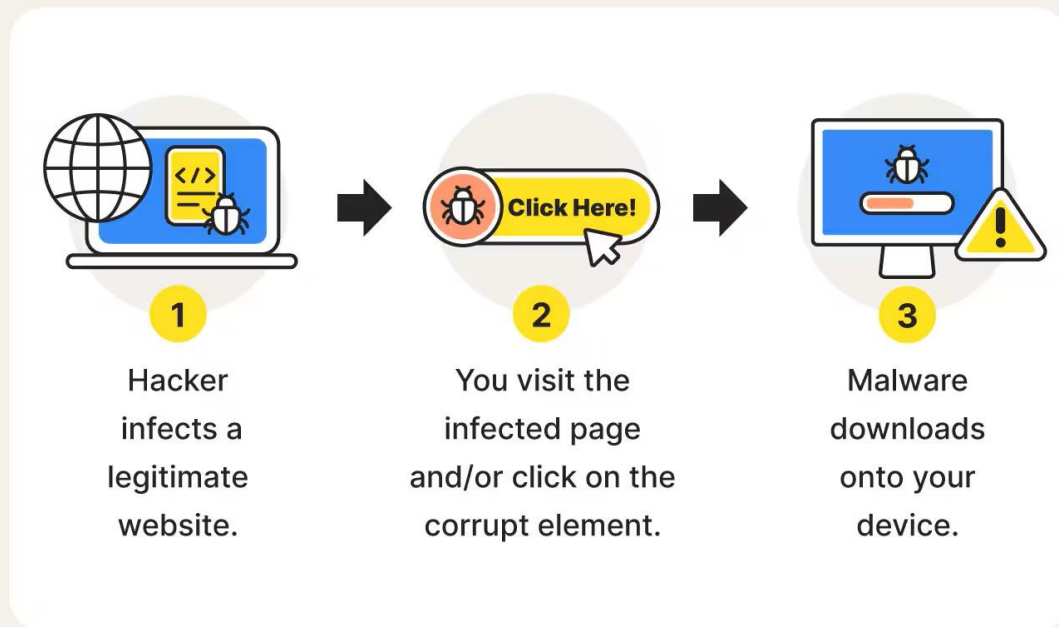 </>
Click Here!
1
2
3
Hacker
infects a
legitimate
website.
You visit the
infected page
and/or click on the
corrupt element.
Malware
downloads
onto your
device.